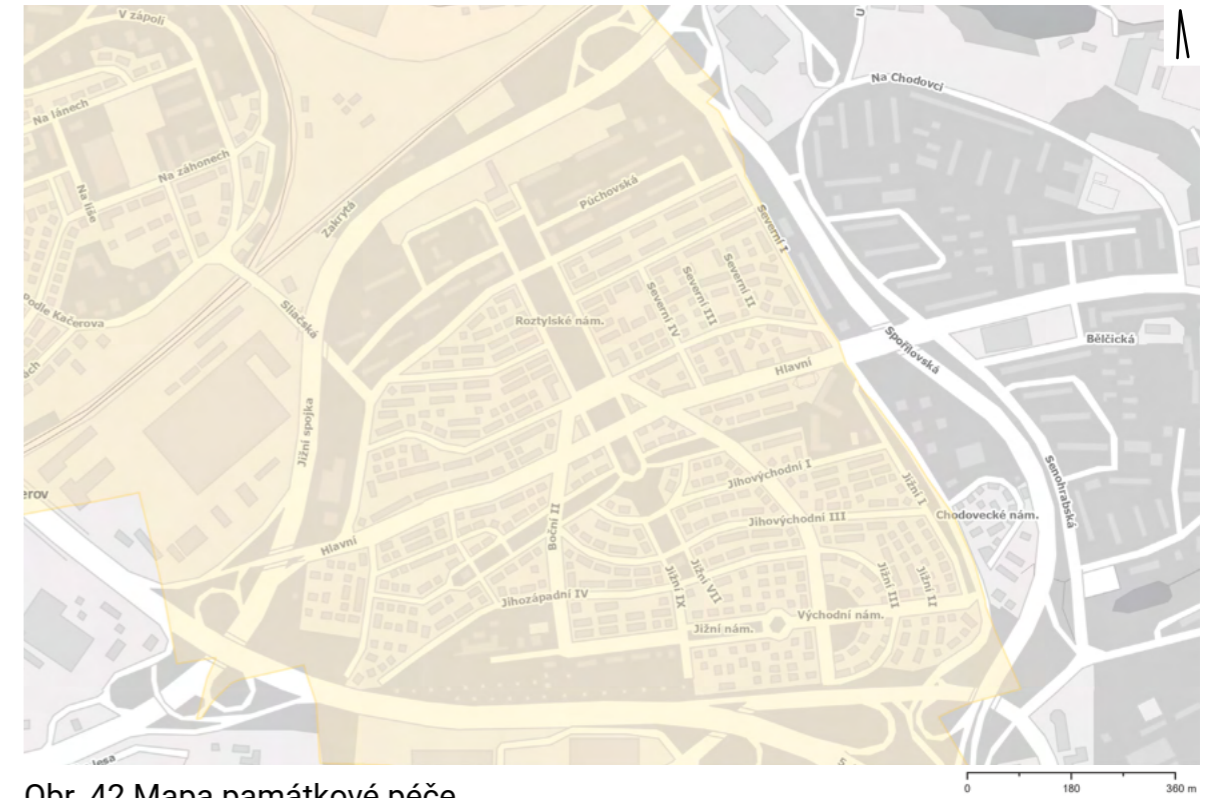 V zápolí
U
Na Chodovci
Na lánech
Na záhonech
Na líše
Púchovská
Zakrytá
Severní I
Severní II
Severní III
Severní IV
podle Kačerova
Sliačská
Roztylské nám.
Spořilovská
Bělčická
Hlavní
ách
Jižní spojka
Jihovýchodní I
Senohrabská
Jižní I
erov
Boční II
Jihovýchodní III
Chodovecké nám.
Hlavní
Jižní IX
Jižní VII
Jižní III
Jižní II
Jihozápadní IV
Východní nám.
Jižní nám.
lesa
S
0 180 360 m
Obr. 42 Mapa památkové péče